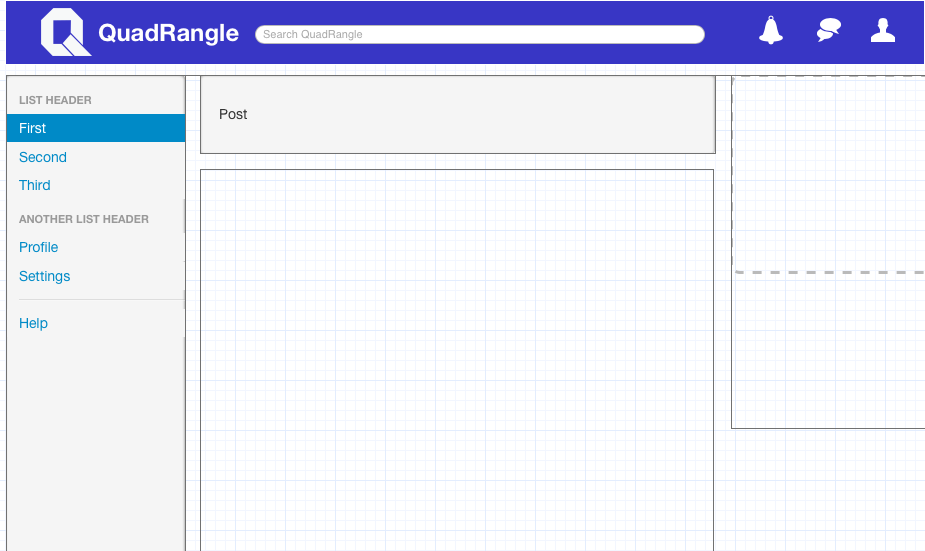 QuadRangle
Search QuadRangle
LIST HEADER
First
Second
Third
ANOTHER LIST HEADER
Profile
Settings
Help
Post